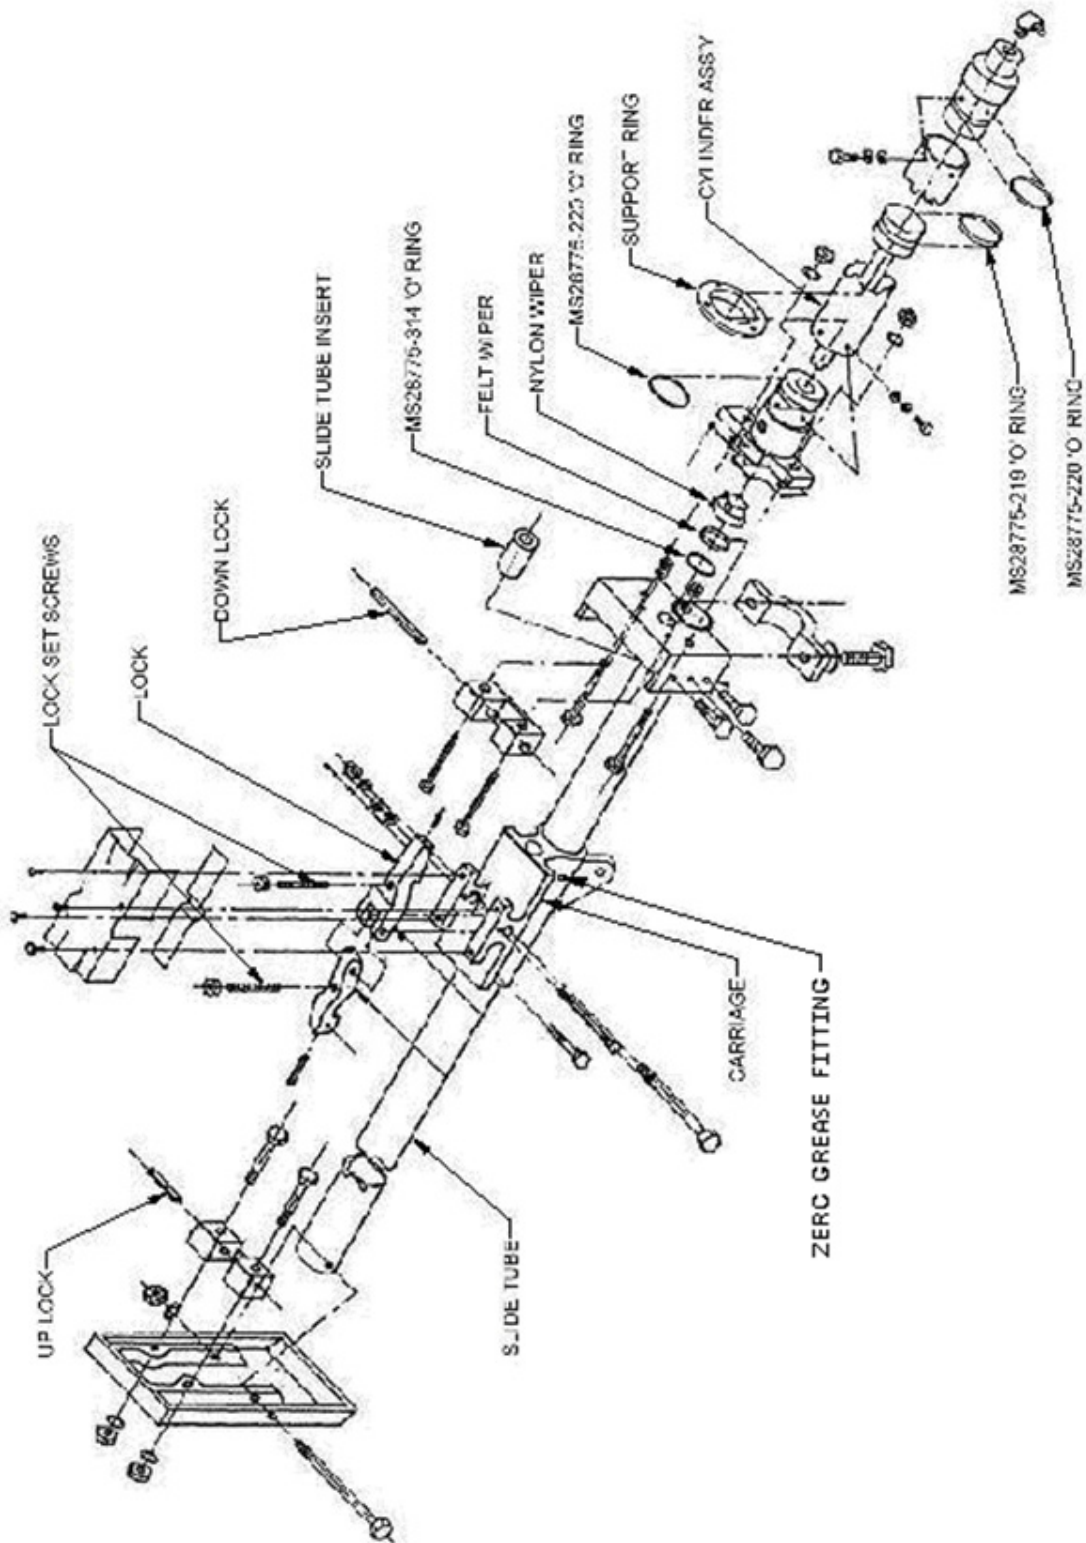 UP LOCK
LOCK SET SCREWS
LOCK
DOWN LOCK
SLIDE TUBE INSERT
MS28775-314 'O' RING
FELT WIPER
NYLON WIPER
MS28775-225 'O' RING
SUPPORT RING
CYLINDER ASSY
SLIDE TUBE
CARRIAGE
ZERC GREASE FITTING
MS28775-219 'O' RING
MS28775-220 'O' RING